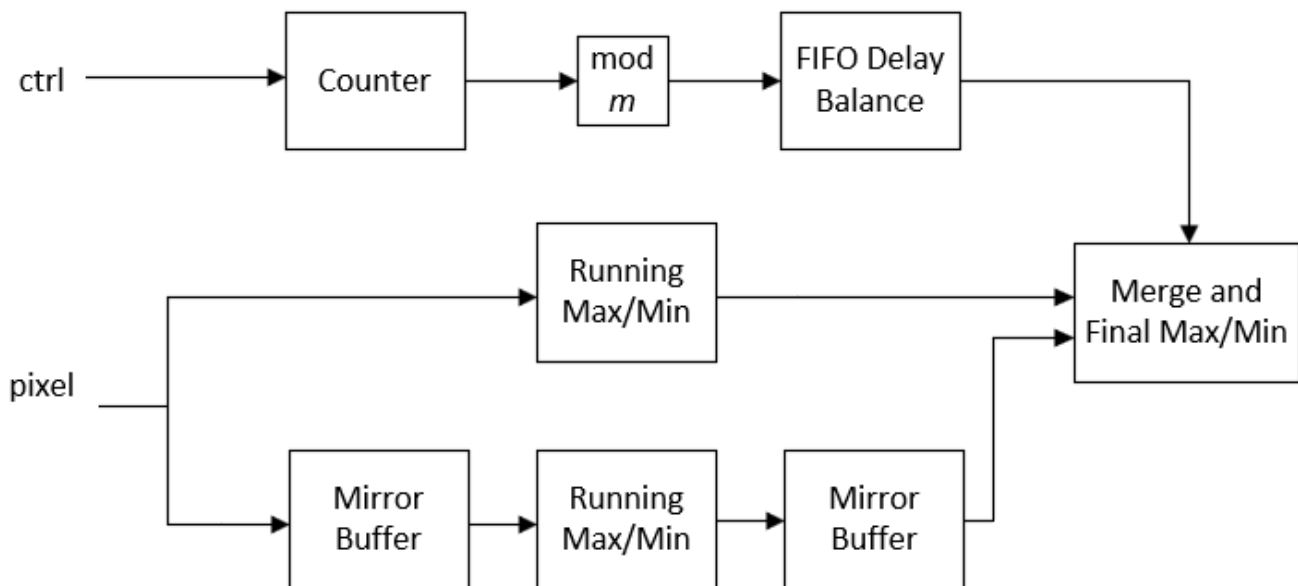 ctrl
Counter
mod
m
FIFO Delay
Balance
Running
Max/Min
Merge and
Final Max/Min
pixel
Mirror
Buffer
Running
Max/Min
Mirror
Buffer